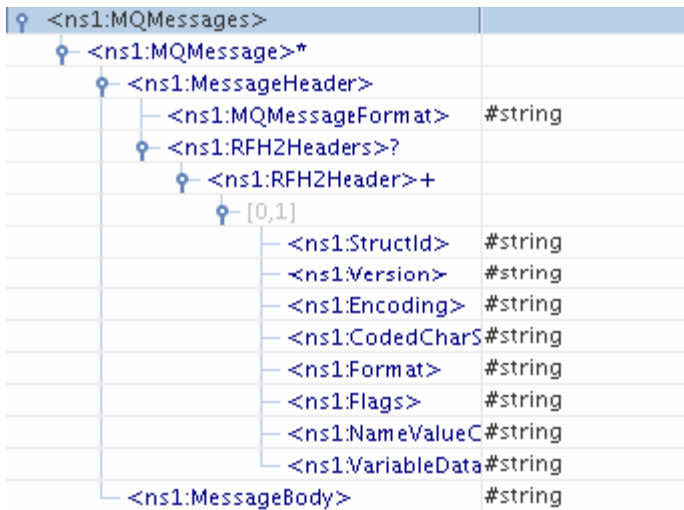 <ns1:MQMessages>
<ns1:MQMessage>*
<ns1:MessageHeader>
<ns1:MQMessageFormat> #string
<ns1:RFH2Headers>?
<ns1:RFH2Header>+
[0,1]
<ns1:StructId> #string
<ns1:Version> #string
<ns1:Encoding> #string
<ns1:CodedCharS #string
<ns1:Format> #string
<ns1:Flags> #string
<ns1:NameValueC #string
<ns1:VariableData #string
<ns1:MessageBody> #string